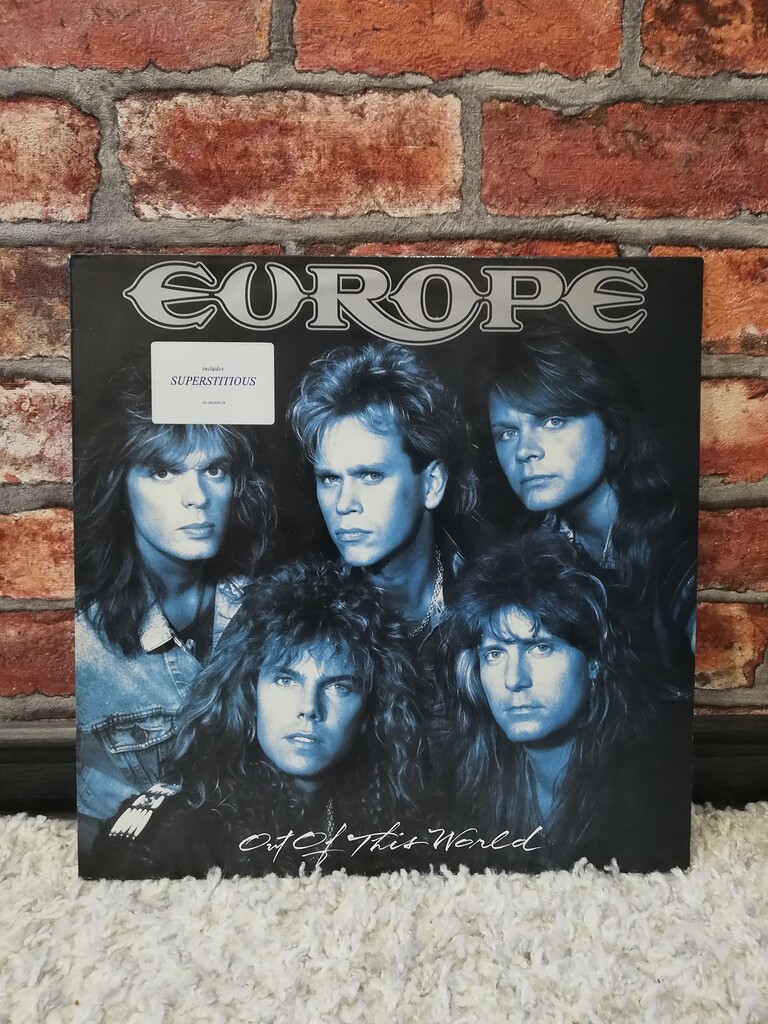 EUROPE
includes
SUPERSTITIOUS
Out Of This World